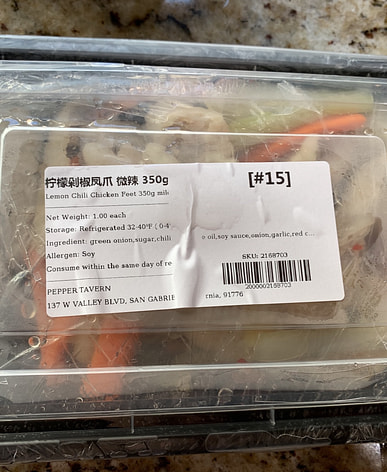 柠檬剁椒凤爪 微辣 350g
[#15]
Lemon Chili Chicken Feet 350g mil
Net Weight: 1.00 each
Storage: Refrigerated 32-40°F ( 0-4
Ingredient: green onion,sugar,chili oil,soy sauce,onion,garlic,red c...
Allergen: Soy
Consume within the same day of re
SKU: 2168703
2000002168703
PEPPER TAVERN
137 W VALLEY BLVD, SAN GABRIE rnia, 91776